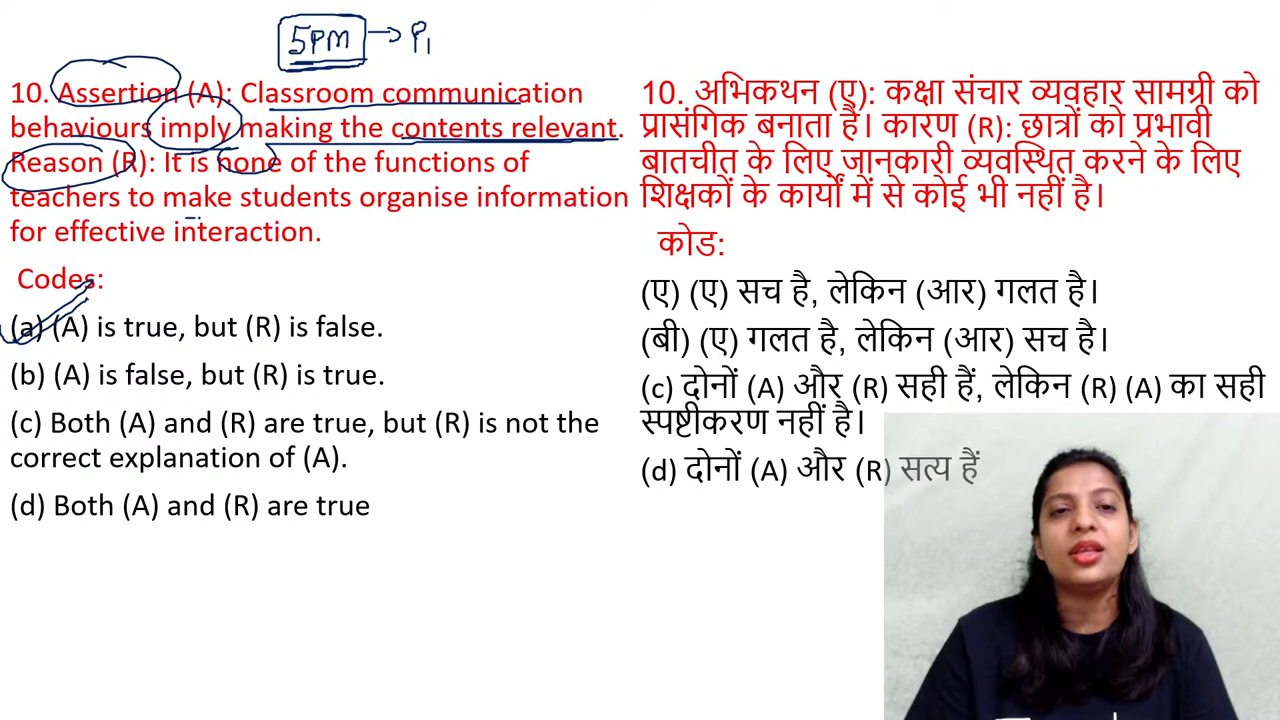 5PM → P1
10. Assertion (A): Classroom communication
behaviours imply making the contents relevant.
Reason (R): It is none of the functions of
teachers to make students organise information
for effective interaction.
Codes:
(a) (A) is true, but (R) is false.
(b) (A) is false, but (R) is true.
(c) Both (A) and (R) are true, but (R) is not the
correct explanation of (A).
(d) Both (A) and (R) are true
10. अभिकथन (ए): कक्षा संचार व्यवहार सामग्री को
प्रासंगिक बनाता है। कारण (R): छात्रों को प्रभावी
बातचीत के लिए जानकारी व्यवस्थित करने के लिए
शिक्षकों के कार्यों में से कोई भी नहीं है।
कोड:
(ए) (ए) सच है, लेकिन (आर) गलत है।
(बी) (ए) गलत है, लेकिन (आर) सच है।
(c) दोनों (A) और (R) सही हैं, लेकिन (R) (A) का सही
स्पष्टीकरण नहीं है।
(d) दोनों (A) और (R) सत्य हैं